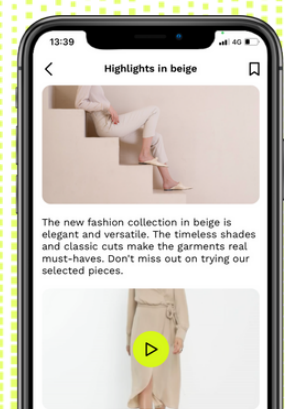 13:39
4G
Highlights in beige
The new fashion collection in beige is
elegant and versatile. The timeless shades
and classic cuts make the garments real
must-haves. Don't miss out on trying our
selected pieces.